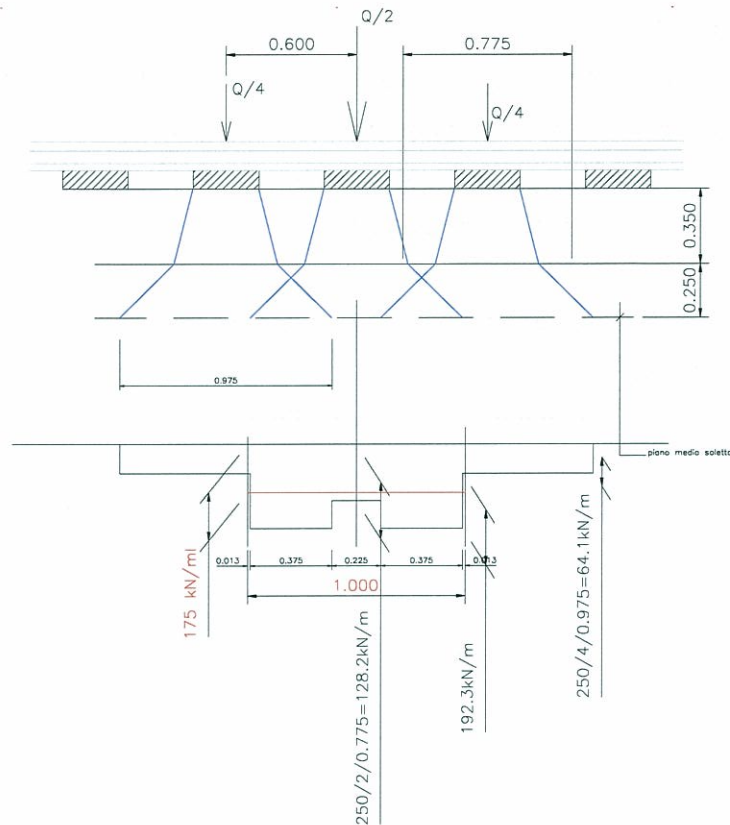 Q/2
0.600
0.775
Q/4
Q/4
0.350
0.250
0.975
piano medio soletta
0.013
0.375
0.225
0.375
0.013
1.000
175 kN/ml
250/2/0.775=128.2kN/m
192.3kN/m
250/4/0.975=64.1kN/m